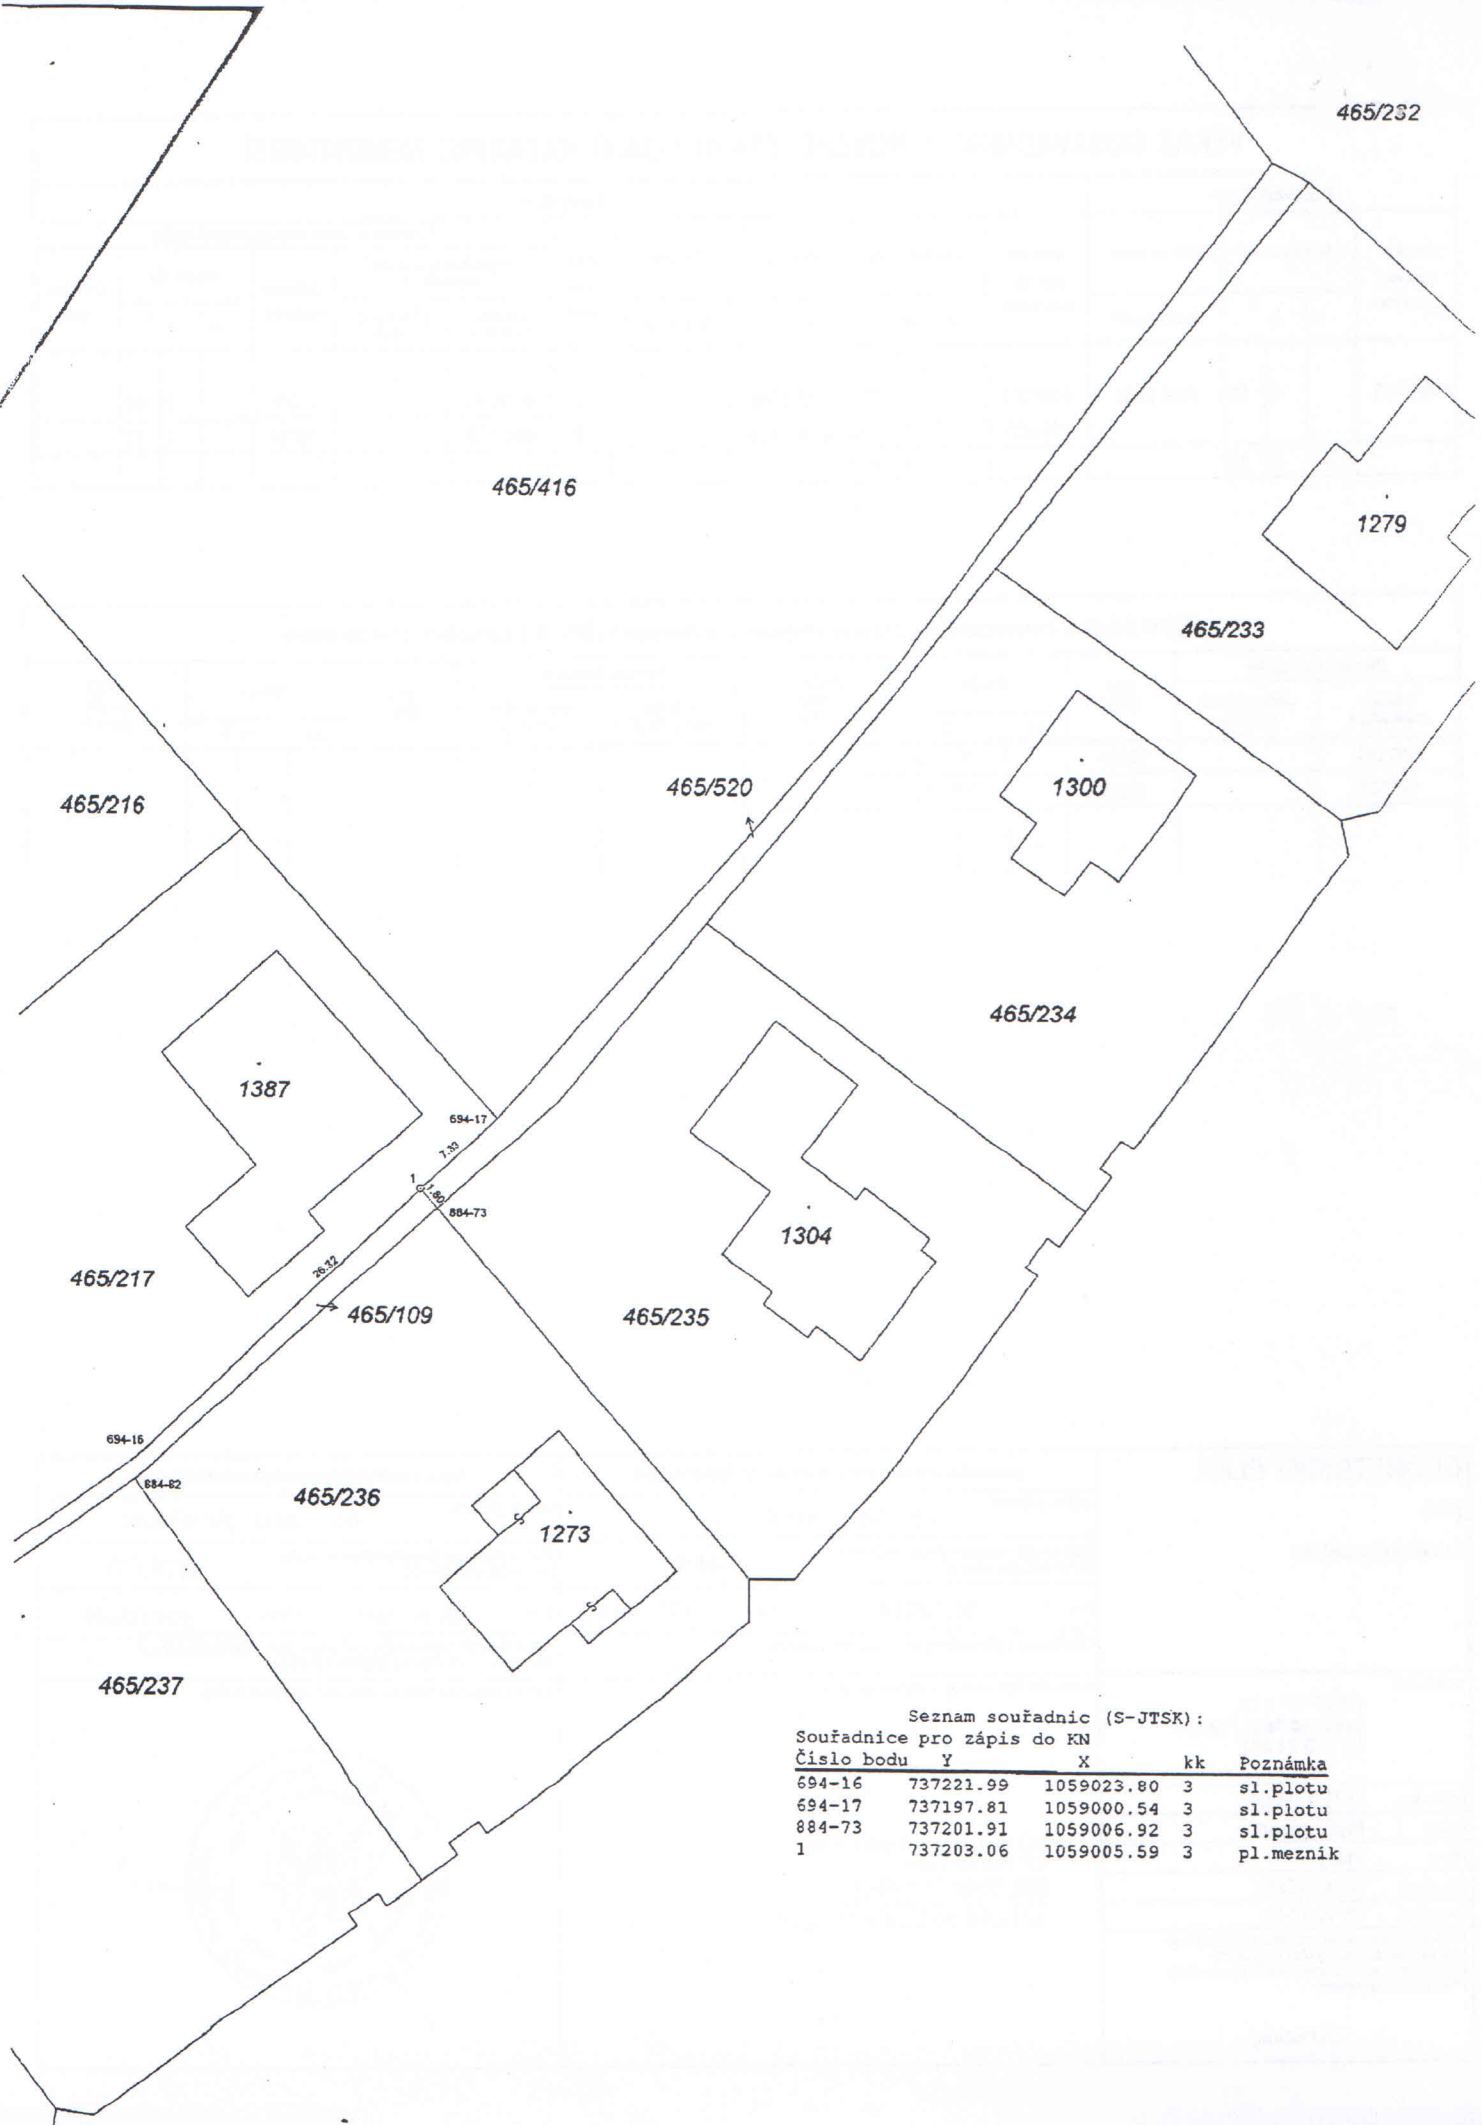 465/232
465/416
1279
465/233
465/216
465/520
1300
465/234
1387
694-17
7.33
1
1.80
884-73
1304
465/217
26.32
465/109
465/235
694-16
884-82
465/236
S
1273
S
465/237
Seznam souřadnic (S-JTSK):
Souřadnice pro zápis do KN
Číslo bodu Y X kk Poznámka
694-16 737221.99 1059023.80 3 sl.plotu
694-17 737197.81 1059000.54 3 sl.plotu
884-73 737201.91 1059006.92 3 sl.plotu
1 737203.06 1059005.59 3 pl.mezník